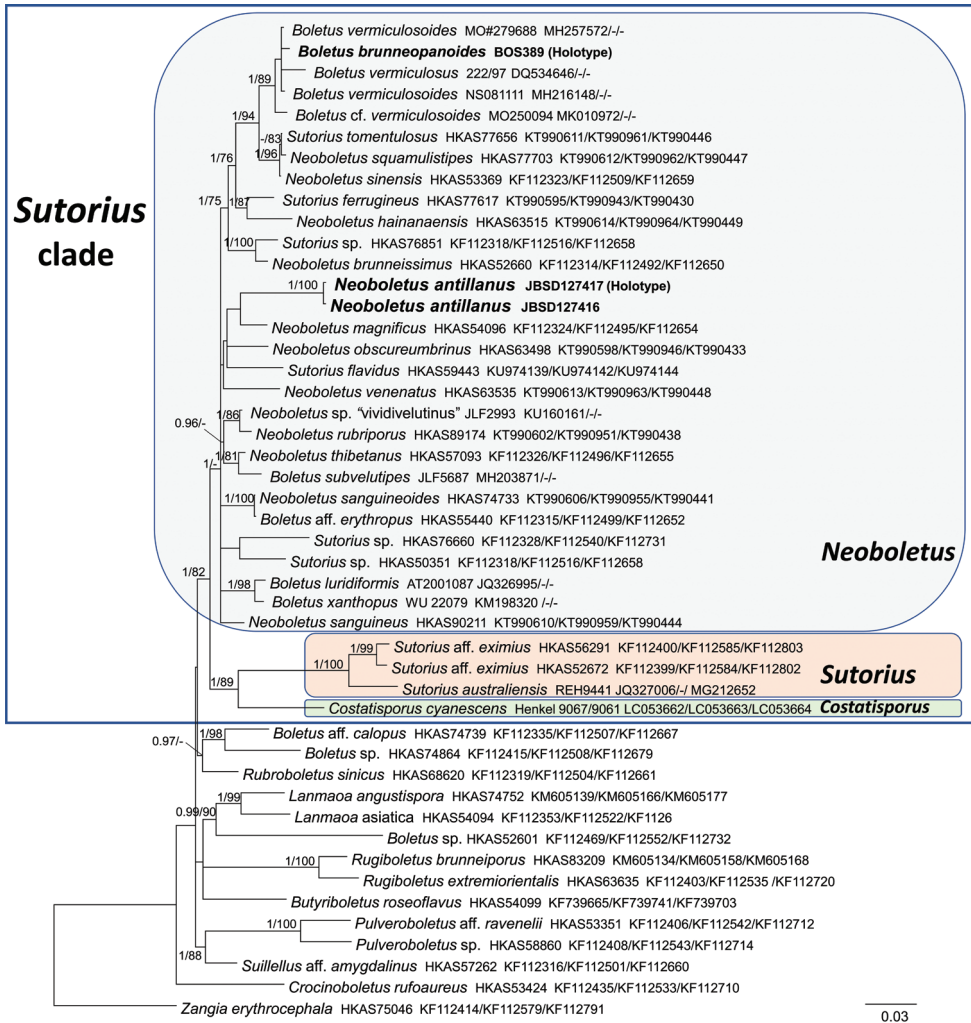 Boletus vermiculosoides MO#279688 MH257572/-/-
Boletus brunneopanoides BOS389 (Holotype)
1/89
Boletus vermiculosus 222/97 DQ534646/-/-
Boletus vermiculosoides NS081111 MH216148/-/-
1/94
Boletus cf. vermiculosoides MO250094 MK010972/-/-
-/83
Sutorius tomentulosus HKAS77656 KT990611/KT990961/KT990446
1/96
Neoboletus squamulistipes HKAS77703 KT990612/KT990962/KT990447
1/76
Neoboletus sinensis HKAS53369 KF112323/KF112509/KF112659
1/75
1/87
Sutorius ferrugineus HKAS77617 KT990595/KT990943/KT990430
Neoboletus hainanaensis HKAS63515 KT990614/KT990964/KT990449
Sutorius
clade
1/100
Sutorius sp. HKAS76851 KF112318/KF112516/KF112658
Neoboletus brunneissimus HKAS52660 KF112314/KF112492/KF112650
1/100
Neoboletus antillanus JBSD127417 (Holotype)
Neoboletus antillanus JBSD127416
Neoboletus magnificus HKAS54096 KF112324/KF112495/KF112654
Neoboletus obscureumbrinus HKAS63498 KT990598/KT990946/KT990433
Sutorius flavidus HKAS59443 KU974139/KU974142/KU974144
Neoboletus venenatus HKAS63535 KT990613/KT990963/KT990448
0.96/-
1/86
Neoboletus sp. “vividivelutinus” JLF2993 KU160161/-/-
Neoboletus rubriporus HKAS89174 KT990602/KT990951/KT990438
1/-
1/81
Neoboletus thibetanus HKAS57093 KF112326/KF112496/KF112655
Boletus subvelutipes JLF5687 MH203871/-/-
1/100
Neoboletus sanguineoides HKAS74733 KT990606/KT990955/KT990441
Boletus aff. erythropus HKAS55440 KF112315/KF112499/KF112652
Sutorius sp. HKAS76660 KF112328/KF112540/KF112731
Neoboletus
Sutorius sp. HKAS50351 KF112318/KF112516/KF112658
1/82
1/98
Boletus luridiformis AT2001087 JQ326995/-/-
Boletus xanthopus WU 22079 KM198320 /-/-
Neoboletus sanguineus HKAS90211 KT990610/KT990959/KT990444
1/99
Sutorius aff. eximius HKAS56291 KF112400/KF112585/KF112803
1/100
Sutorius aff. eximius HKAS52672 KF112399/KF112584/KF112802
Sutorius
1/89
Sutorius australiensis REH9441 JQ327006/-/ MG212652
Costatisporus cyanescens Henkel 9067/9061 LC053662/LC053663/LC053664
Costatisporus
0.97/-
1/98
Boletus aff. calopus HKAS74739 KF112335/KF112507/KF112667
Boletus sp. HKAS74864 KF112415/KF112508/KF112679
Rubroboletus sinicus HKAS68620 KF112319/KF112504/KF112661
0.99/90
1/99
Lanmaoa angustispora HKAS74752 KM605139/KM605166/KM605177
Lanmaoa asiatica HKAS54094 KF112353/KF112522/KF1126
Boletus sp. HKAS52601 KF112469/KF112552/KF112732
1/100
Rugiboletus brunneiporus HKAS83209 KM605134/KM605158/KM605168
Rugiboletus extremiorientalis HKAS63635 KF112403/KF112535 /KF112720
Butyriboletus roseoflavus HKAS54099 KF739665/KF739741/KF739703
1/100
Pulveroboletus aff. ravenelii HKAS53351 KF112406/KF112542/KF112712
Pulveroboletus sp. HKAS58860 KF112408/KF112543/KF112714
1/88
Suillellus aff. amygdalinus HKAS57262 KF112316/KF112501/KF112660
Crocinoboletus rufoaureus HKAS53424 KF112435/KF112533/KF112710
Zangia erythrocephala HKAS75046 KF112414/KF112579/KF112791
0.03